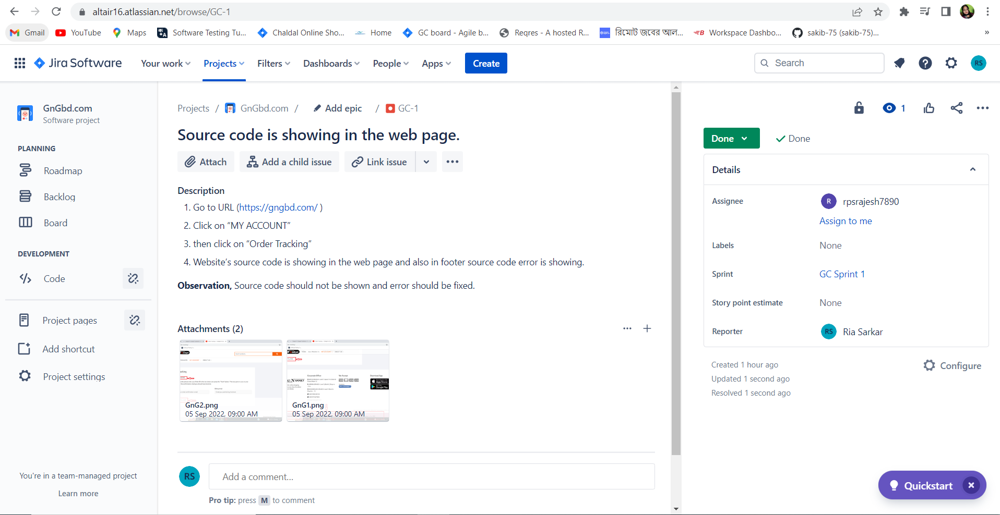 altair16.atlassian.net/browse/GC-1
Gmail YouTube Maps Software Testing Tu... Chaldal Online Sho... Home GC board - Agile b... Reqres - A hosted R... রিমোট জবের আল... Workspace Dashbo... sakib-75 (sakib-75)... »
Jira Software Your work Projects Filters Dashboards People Apps Create Search RS
GnGbd.com
Software project
PLANNING
Roadmap
Backlog
Board
DEVELOPMENT
Code
Project pages
Add shortcut
Project settings
You're in a team-managed project
Learn more
Projects / GnGbd.com / Add epic / GC-1
Source code is showing in the web page.
Attach Add a child issue Link issue
Description
1. Go to URL (https://gngbd.com/ )
2. Click on “MY ACCOUNT”
3. then click on “Order Tracking”
4. Website’s source code is showing in the web page and also in footer source code error is showing.
Observation, Source code should not be shown and error should be fixed.
Attachments (2)
GnG2.png
05 Sep 2022, 09:00 AM
Corporate Office We Accept Download App
App Store
Google Play
GnG1.png
05 Sep 2022, 09:00 AM
RS Add a comment...
Pro tip: press M to comment
1
Done Done
Details
Assignee R rpsrajesh7890
Assign to me
Labels None
Sprint GC Sprint 1
Story point estimate None
Reporter RS Ria Sarkar
Created 1 hour ago Configure
Updated 1 second ago
Resolved 1 second ago
Quickstart